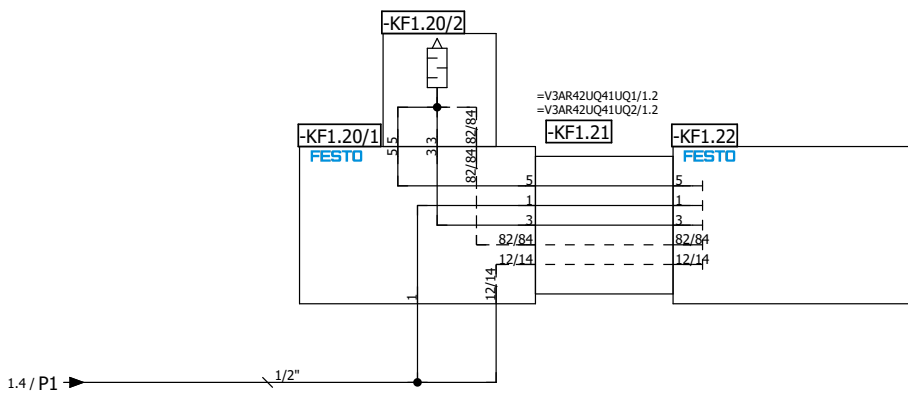 -KF1.20/2
=V3AR42UQ41UQ1/1.2
=V3AR42UQ41UQ2/1.2
-KF1.20/1
-KF1.21
-KF1.22
5
3
82/84
5
3
82/84
FESTO
FESTO
5
5
1
1
3
3
82/84
82/84
12/14
12/14
1
12/14
1.4 / P1
1/2"